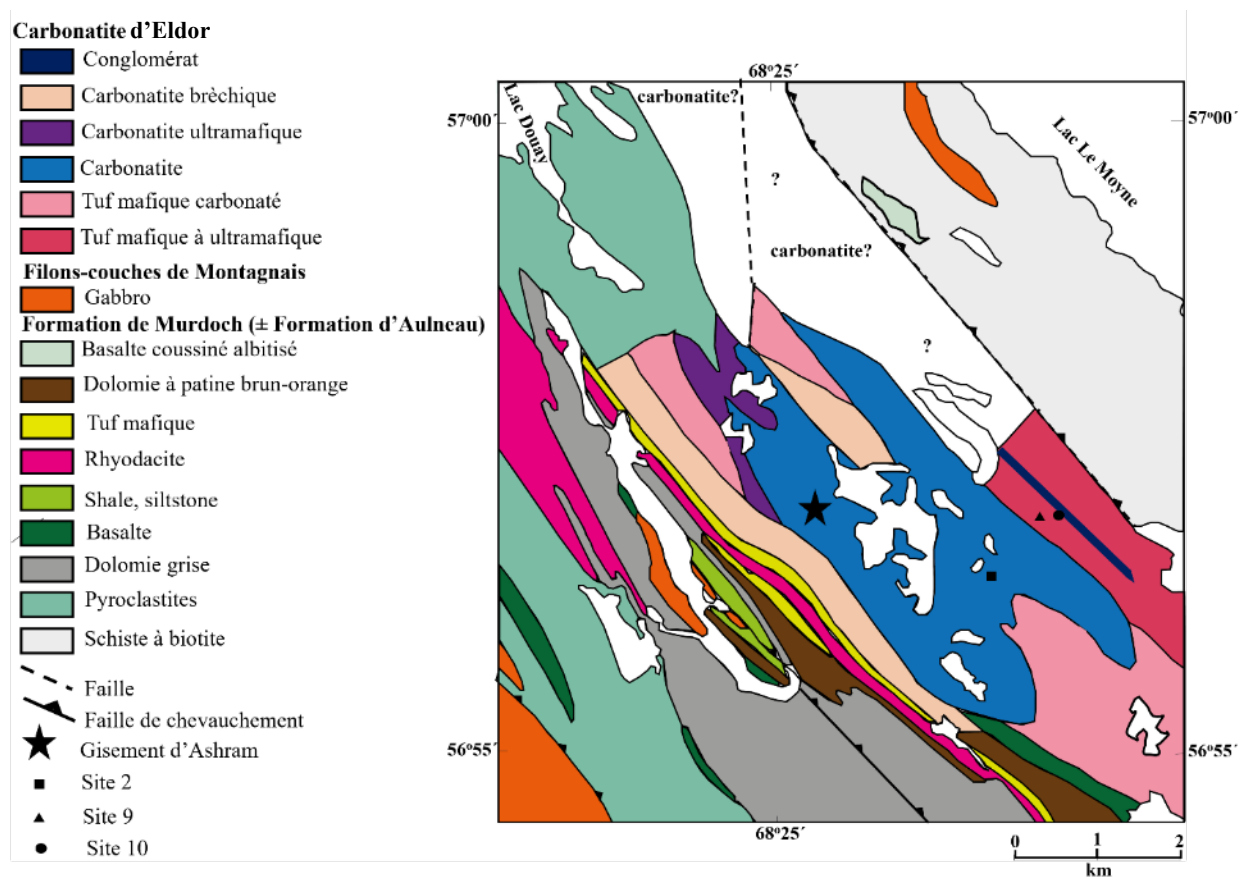 Carbonatite d'Eldor
Conglomérat
Carbonatite brèchique
Carbonatite ultramafique
Carbonatite
Tuf mafique carbonaté
Tuf mafique à ultramafique
Filons-couches de Montagnais
Gabbro
Formation de Murdoch (± Formation d'Aulneau)
Basalte coussiné albitisé
Dolomie à patine brun-orange
Tuf mafique
Rhyodacite
Shale, siltstone
Basalte
Dolomie grise
Pyroclastites
Schiste à biotite
Faille
Faille de chevauchement
Gisement d'Ashram
Site 2
Site 9
Site 10
68°25'
57°00'
57°00'
Lac Douay
carbonatite?
Lac Le Moyne
?
carbonatite?
?
56°55'
56°55'
68°25'
0 1 2
km